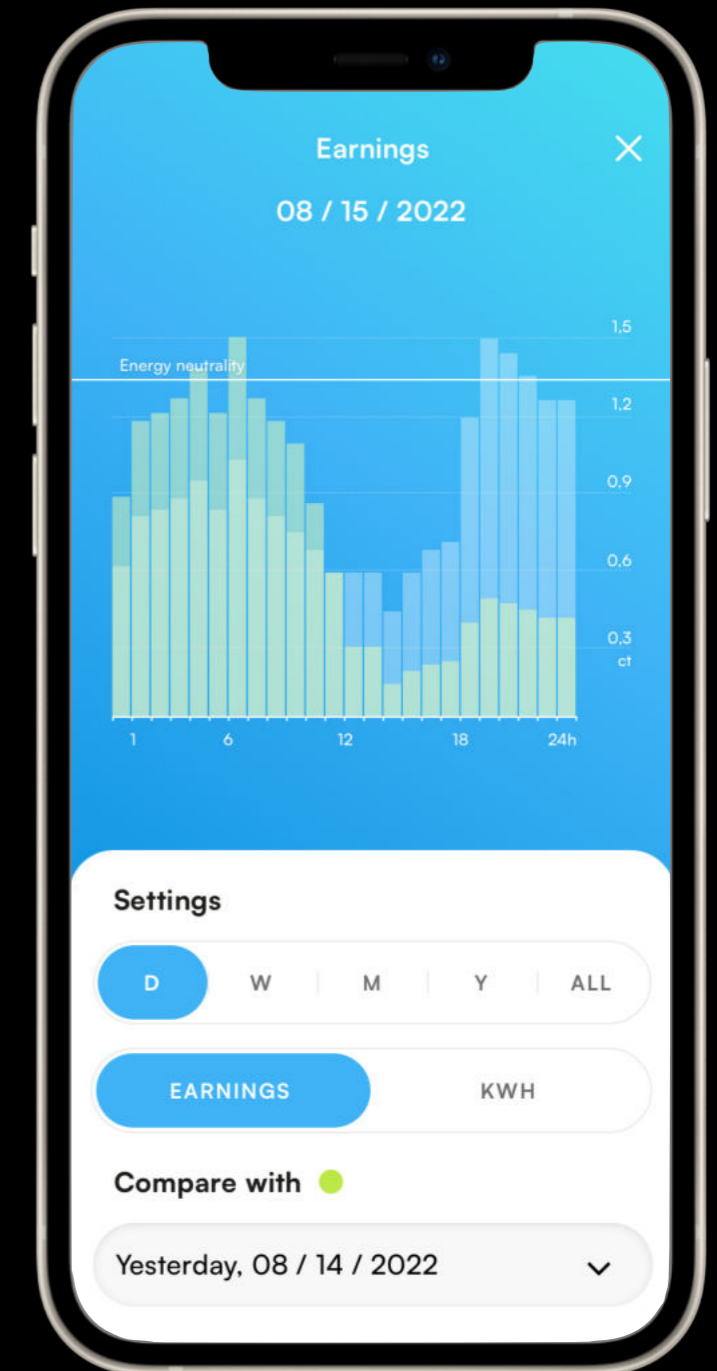 Earnings
08 / 15 / 2022
1,5
Energy neutrality
1,2
0,9
0,6
0,3
ct
1 6 12 18 24h
Settings
D W M Y ALL
EARNINGS KWH
Compare with
Yesterday, 08 / 14 / 2022